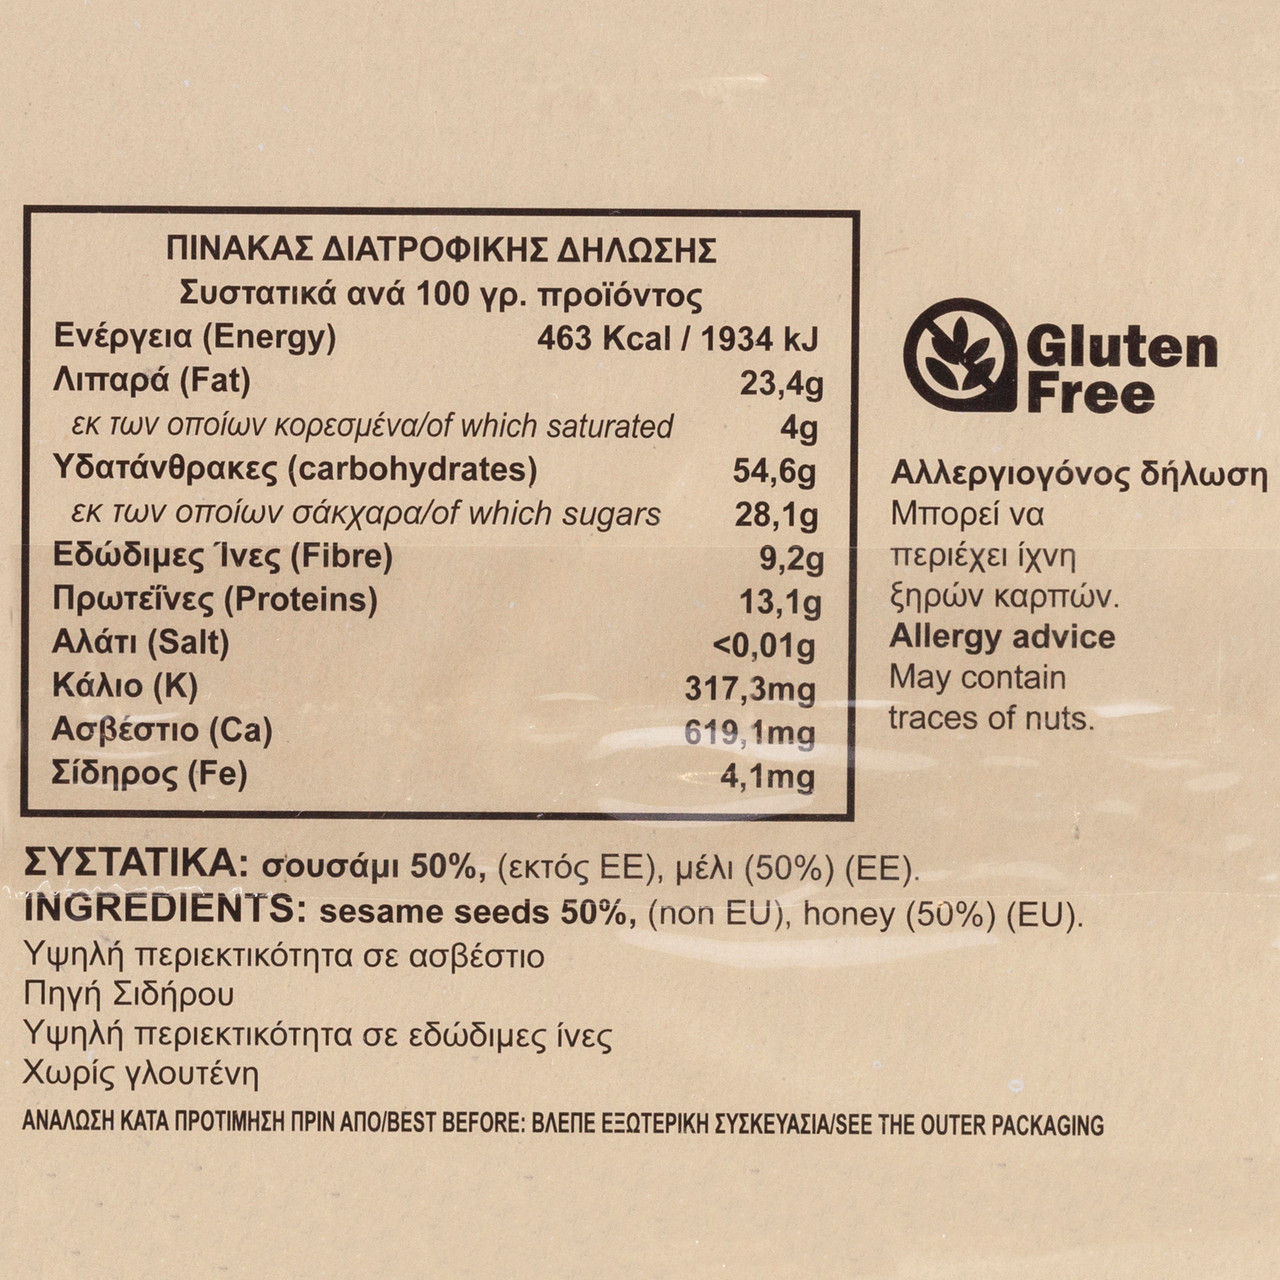 ΠΙΝΑΚΑΣ ΔΙΑΤΡΟΦΙΚΗΣ ΔΗΛΩΣΗΣ
Συστατικά ανά 100 γρ. προϊόντος
Ενέργεια (Energy) 463 Kcal / 1934 kJ
Λιπαρά (Fat) 23,4g
εκ των οποίων κορεσμένα/of which saturated 4g
Υδατάνθρακες (carbohydrates) 54,6g
εκ των οποίων σάκχαρα/of which sugars 28,1g
Εδώδιμες Ίνες (Fibre) 9,2g
Πρωτεΐνες (Proteins) 13,1g
Αλάτι (Salt) <0,01g
Κάλιο (K) 317,3mg
Ασβέστιο (Ca) 619,1mg
Σίδηρος (Fe) 4,1mg
Gluten
Free
Αλλεργιογόνος δήλωση
Μπορεί να
περιέχει ίχνη
ξηρών καρπών.
Allergy advice
May contain
traces of nuts.
ΣΥΣΤΑΤΙΚΑ: σουσάμι 50%, (εκτός ΕΕ), μέλι (50%) (ΕΕ).
INGREDIENTS: sesame seeds 50%, (non EU), honey (50%) (EU).
Υψηλή περιεκτικότητα σε ασβέστιο
Πηγή Σιδήρου
Υψηλή περιεκτικότητα σε εδώδιμες ίνες
Χωρίς γλουτένη
ΑΝΑΛΩΣΗ ΚΑΤΑ ΠΡΟΤΙΜΗΣΗ ΠΡΙΝ ΑΠΟ/BEST BEFORE: ΒΛΕΠΕ ΕΞΩΤΕΡΙΚΗ ΣΥΣΚΕΥΑΣΙΑ/SEE THE OUTER PACKAGING